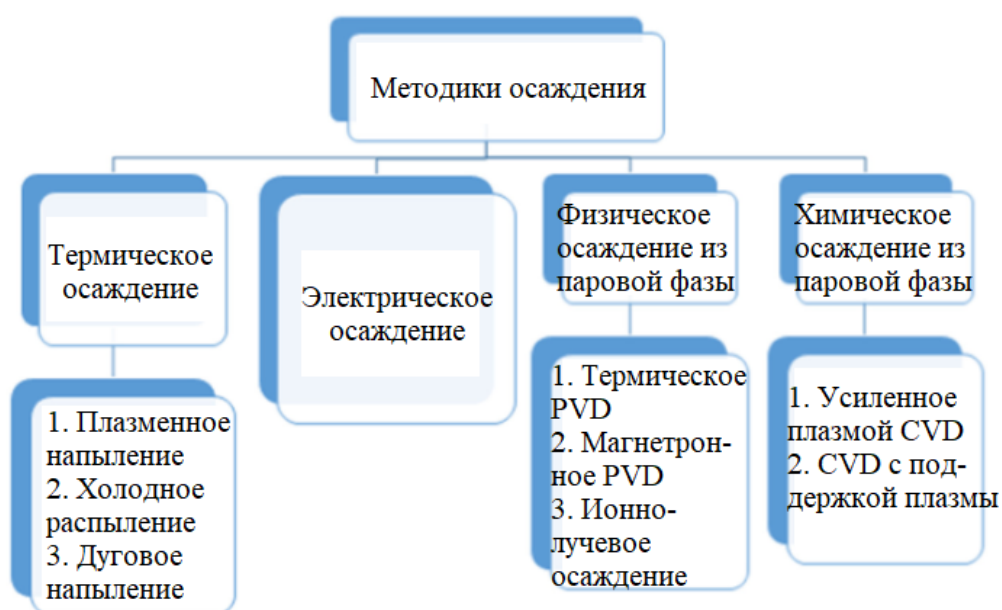 Методики осаждения
Термическое
осаждение
Электрическое
осаждение
Физическое
осаждение из
паровой фазы
Химическое
осаждение из
паровой фазы
1. Плазменное
напыление
2. Холодное
распыление
3. Дуговое
напыление
1. Термическое
PVD
2. Магнетрон-
ное PVD
3. Ионно-
лучевое
осаждение
1. Усиленное
плазмой CVD
2. CVD с под-
держкой плазмы